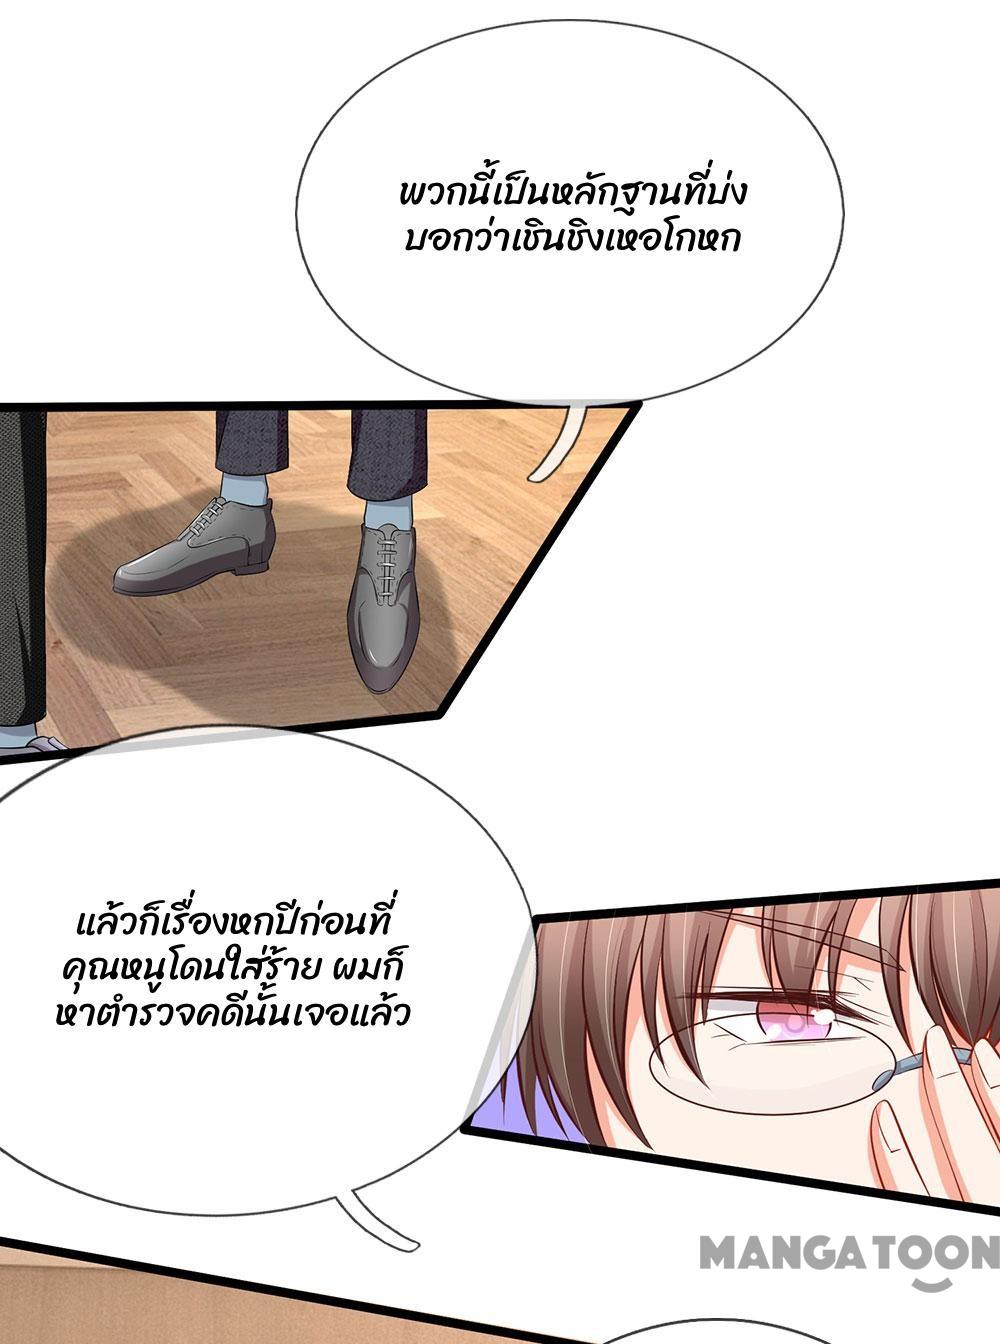 พวกนี้เป็นหลักฐานที่บ่ง
บอกว่าเชินชิงเหอโกหก
แล้วก็เรื่องหกปีก่อนที่
คุณหนูโดนใส่ร้าย ผมก็
หาตำรวจคดีนั้นเจอแล้ว
MANGATOON